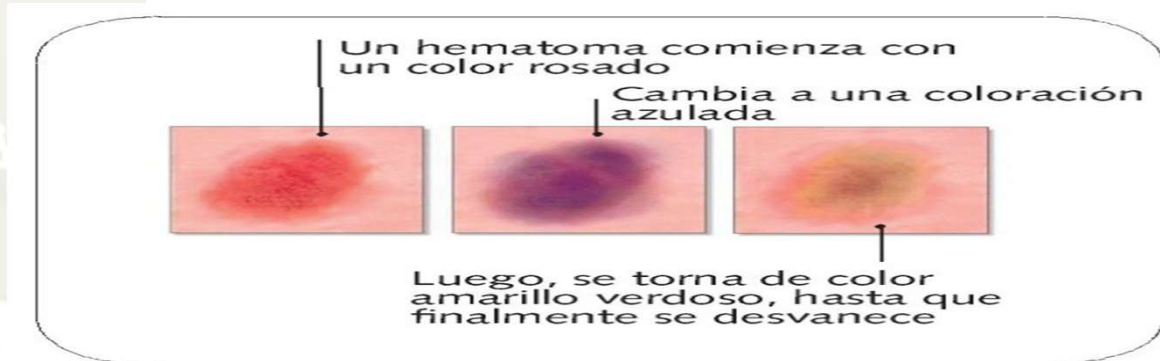 Un hematoma comienza con
un color rosado
Cambia a una coloración
azulada
Luego, se torna de color
amarillo verdoso, hasta que
finalmente se desvanece